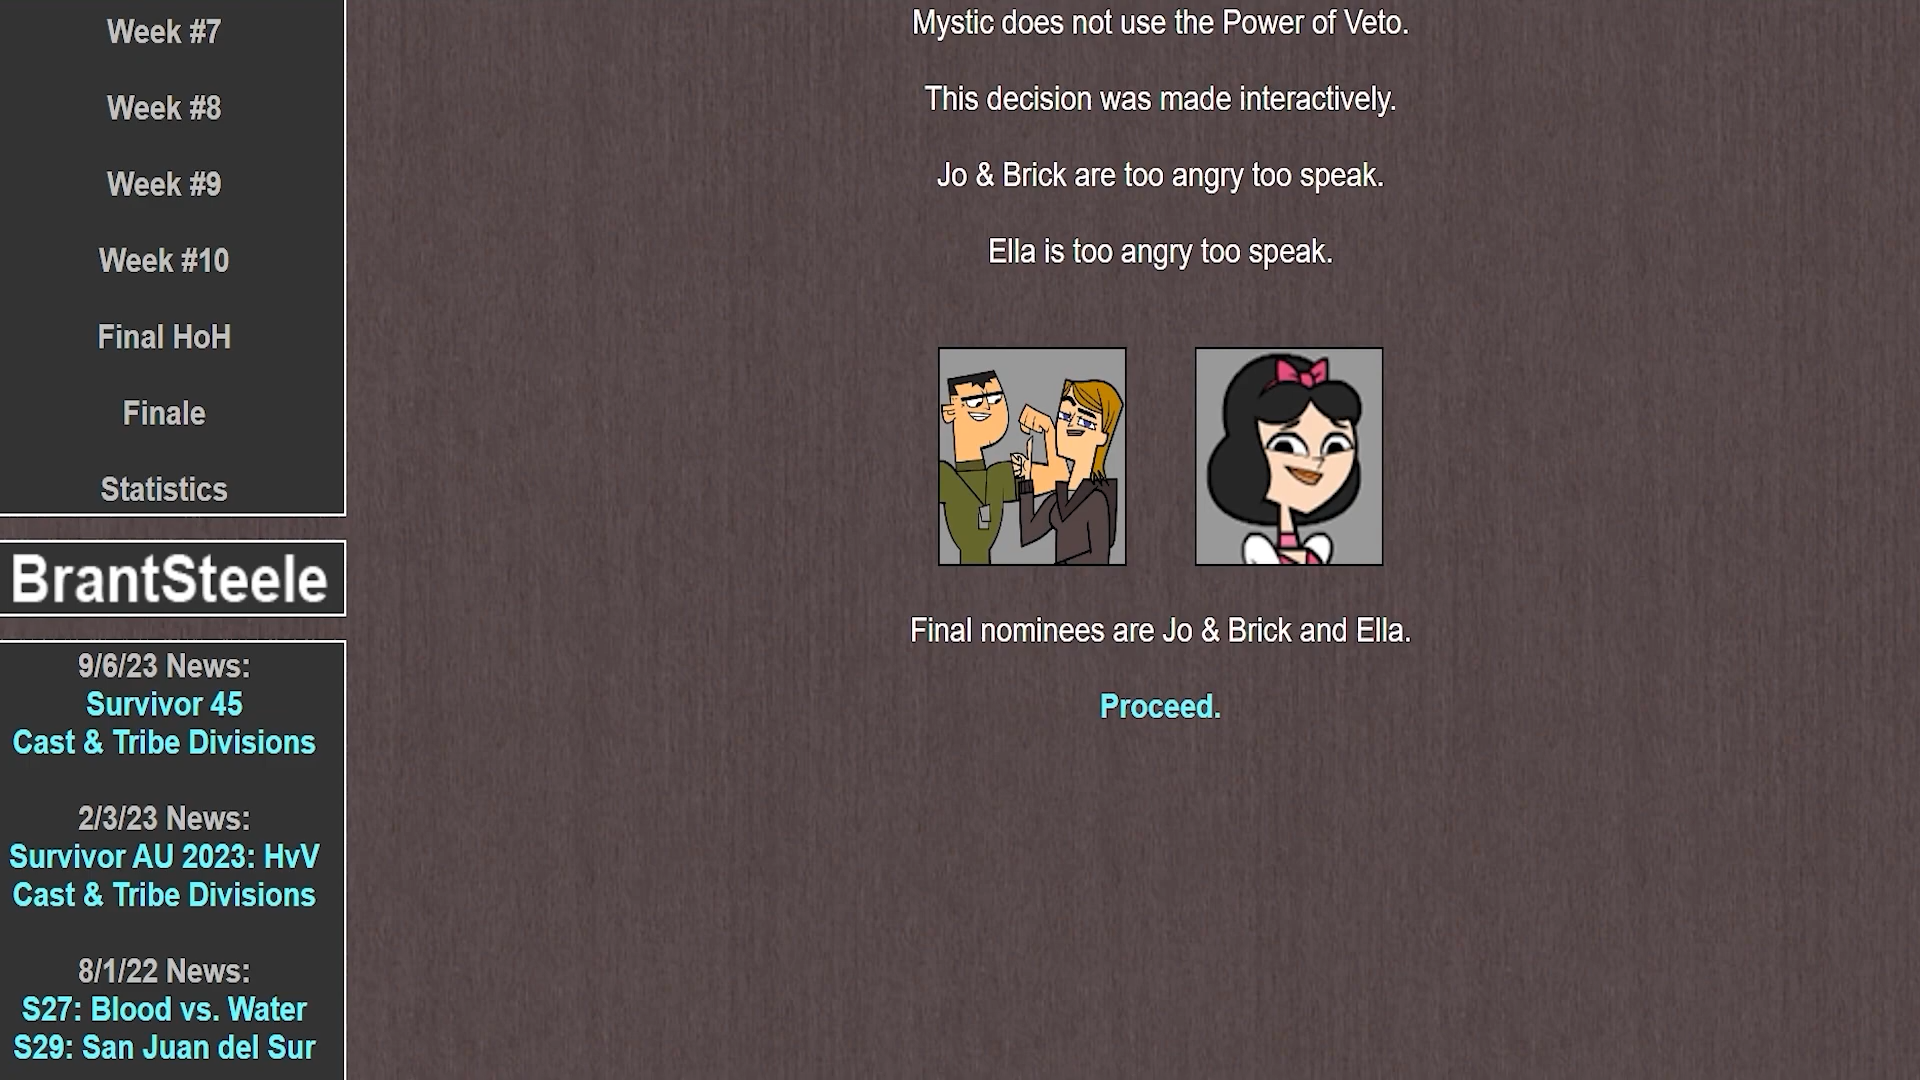 Week #7
Week #8
Week #9
Week #10
Final HoH
Finale
Statistics
BrantSteele
9/6/23 News:
Survivor 45
Cast & Tribe Divisions
2/3/23 News:
Survivor AU 2023: HvV
Cast & Tribe Divisions
8/1/22 News:
S27: Blood vs. Water
S29: San Juan del Sur
Mystic does not use the Power of Veto.
This decision was made interactively.
Jo & Brick are too angry too speak.
Ella is too angry too speak.
Final nominees are Jo & Brick and Ella.
Proceed.